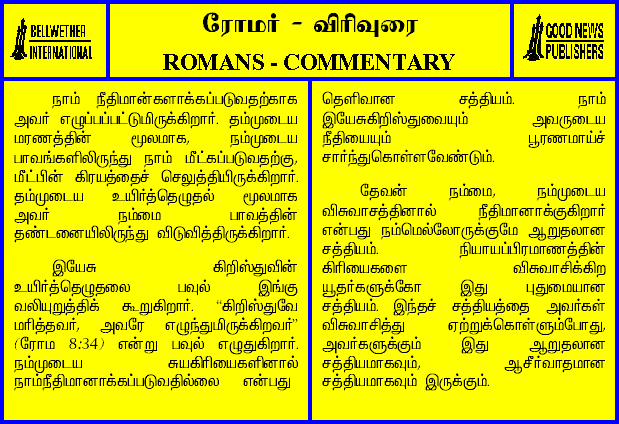 BELLWETHER
INTERNATIONAL
ரோமர் - விரிவுரை
ROMANS - COMMENTARY
GOOD NEWS
PUBLISHERS
நாம் நீதிமான்களாக்கப்படுவதற்காக
அவர் எழுப்பப்பட்டுமிருக்கிறார். தம்முடைய
மரணத்தின் மூலமாக, நம்முடைய
பாவங்களிலிருந்து நாம் மீட்கப்படுவதற்கு,
மீட்பின் கிரயத்தைச் செலுத்தியிருக்கிறார்.
தம்முடைய உயிர்த்தெழுதல் மூலமாக
அவர் நம்மை பாவத்தின்
தண்டனையிலிருந்து விடுவித்திருக்கிறார்.
இயேசு கிறிஸ்துவின்
உயிர்த்தெழுதலை பவுல் இங்கு
வலியுறுத்திக் கூறுகிறார். “கிறிஸ்துவே
மரித்தவர், அவரே எழுந்துமிருக்கிறவர்”
(ரோம 8:34) என்று பவுல் எழுதுகிறார்.
நம்முடைய சுயகிரியைகளினால்
நாம்நீதிமானாக்கப்படுவதில்லை என்பது
தெளிவான சத்தியம். நாம்
இயேசுகிறிஸ்துவையும் அவருடைய
நீதியையும் பூரணமாய்ச்
சார்ந்துகொள்ளவேண்டும்.
தேவன் நம்மை, நம்முடைய
விசுவாசத்தினால் நீதிமானாக்குகிறார்
என்பது நம்மெல்லோருக்குமே ஆறுதலான
சத்தியம். நியாயப்பிரமாணத்தின்
கிரியைகளை விசுவாசிக்கிற
யூதர்களுக்கோ இது புதுமையான
சத்தியம். இந்தச் சத்தியத்தை அவர்கள்
விசுவாசித்து ஏற்றுக்கொள்ளும்போது,
அவர்களுக்கும் இது ஆறுதலான
சத்தியமாகவும், ஆசீர்வாதமான
சத்தியமாகவும் இருக்கும்.